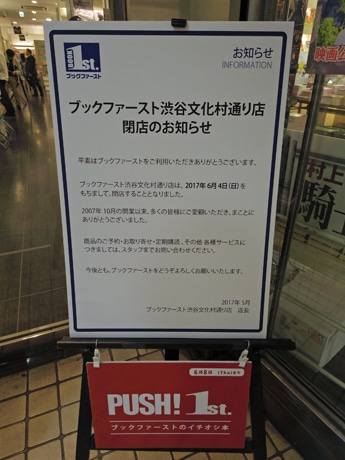 BOOK 1st.
ブックファースト
お知らせ
INFORMATION
ブックファースト渋谷文化村通り店
閉店のお知らせ
平素はブックファーストをご利用いただきありがとうございます。
ブックファースト渋谷文化村通り店は、2017年6月4日(日)を
もちまして、閉店することとなりました。
2007年10月の開業以来、多くの皆様にご愛顧いただき、まことに
ありがとうございました。
商品のご予約・お取り寄せ・定期購読、その他 各種サービスに
つきましては、スタッフまでお問い合わせください。
今後とも、ブックファーストをどうぞよろしくお願いいたします。
2017年 5月
ブックファースト渋谷文化村通り店 店長
映画公
村上
騎士
6月8日 (Thu)
PUSH! 1st.
ブックファーストのイチオシ本